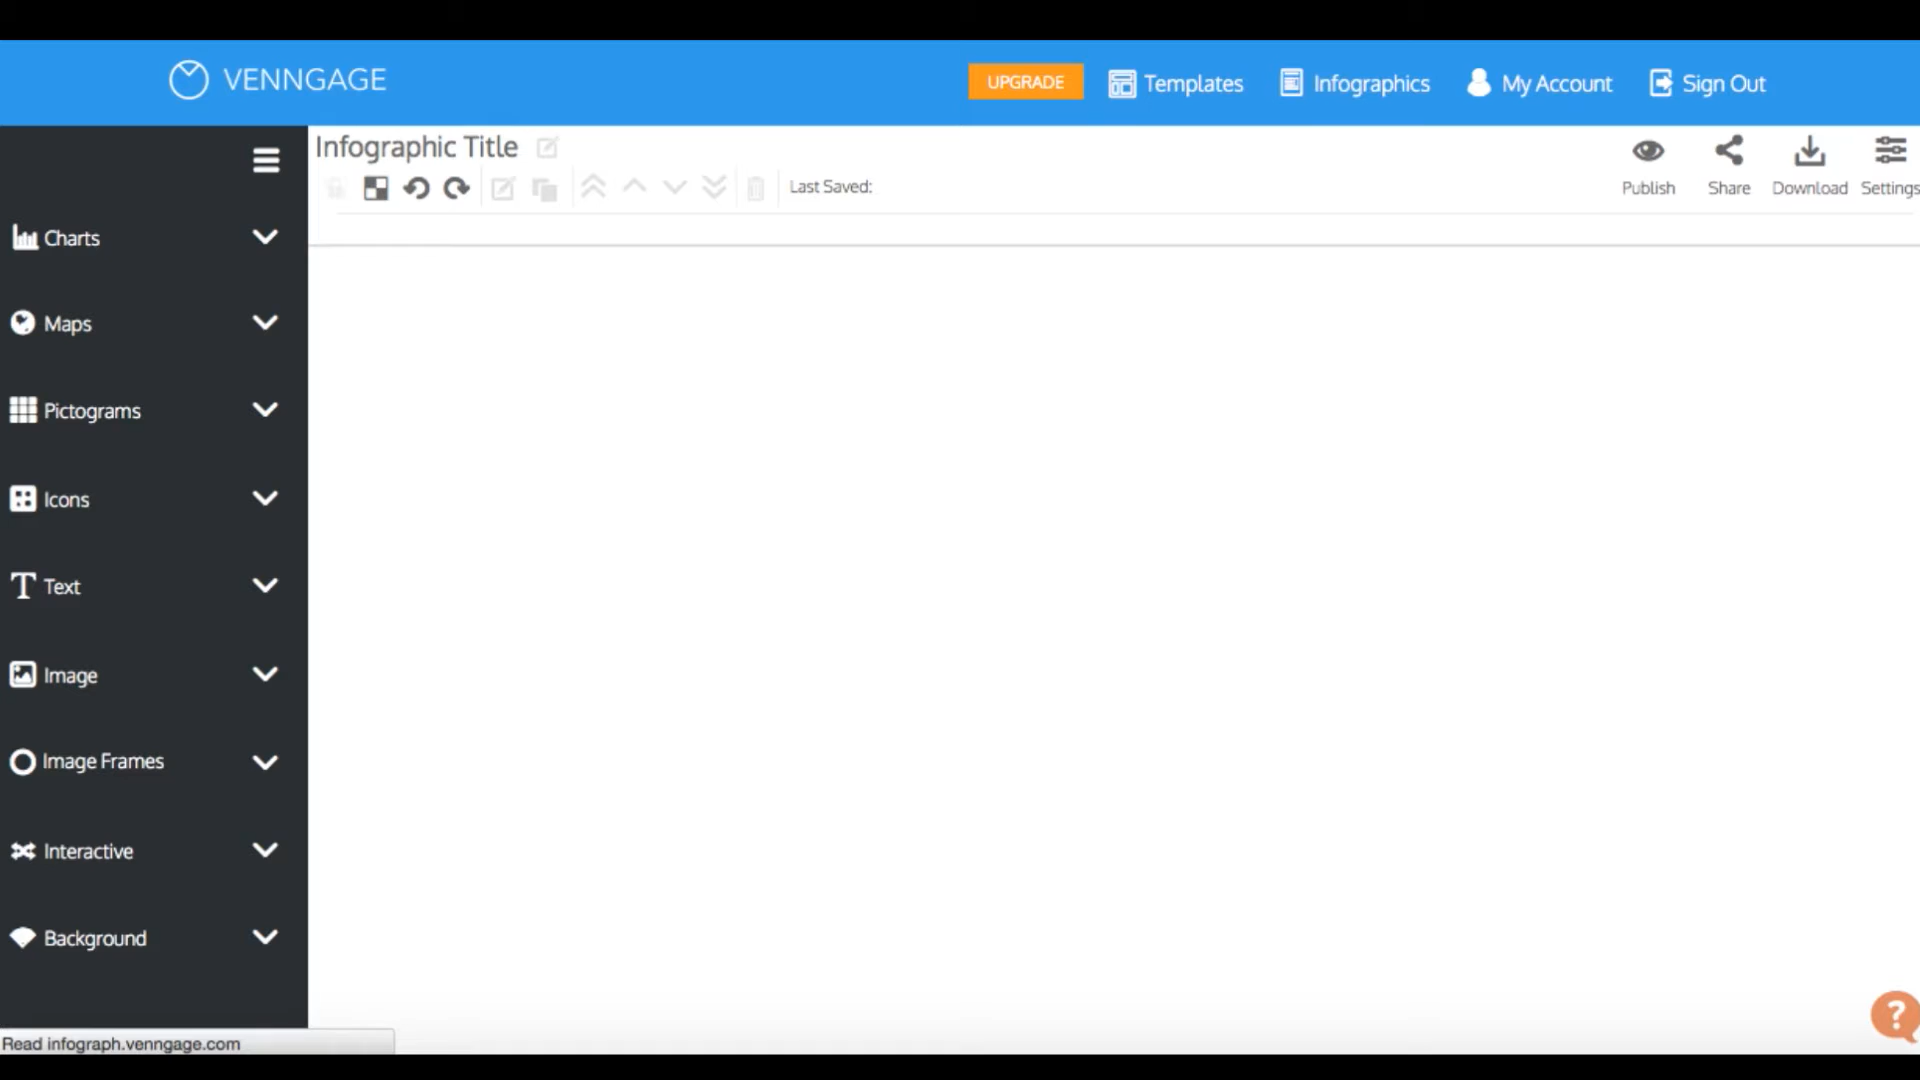 VENNGAGE
UPGRADE
Templates
Infographics
My Account
Sign Out
Infographic Title
Last Saved:
Publish
Share
Download
Settings
Charts
Maps
Pictograms
Icons
Text
Image
Image Frames
Interactive
Background
?
Read infograph.venngage.com